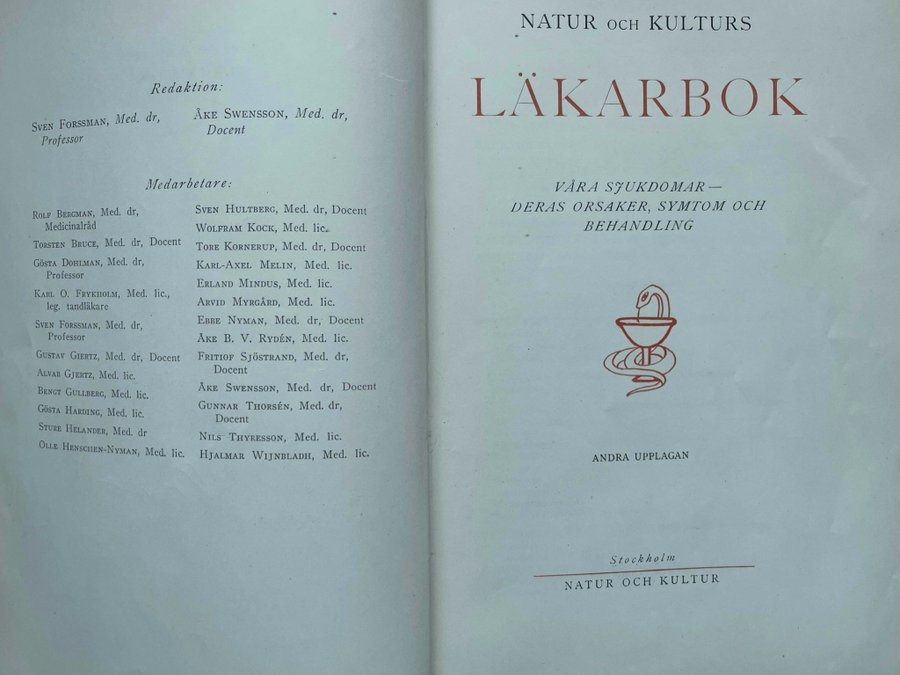 Redaktion:
SVEN FORSSMAN, Med. dr,
Professor
ÅKE SWENSSON, Med. dr,
Docent
Medarbetare:
ROLF BERGMAN, Med. dr,
Medicinalråd
TORSTEN BRUCE, Med. dr, Docent
GÖSTA DOHLMAN, Med. dr,
Professor
KARL O. FRYKHOLM, Med. lic.,
leg. tandläkare
SVEN FORSSMAN, Med. dr,
Professor
GUSTAV GIERTZ, Med. dr, Docent
ALVAR GJERTZ, Med. lic.
BENGT GULLBERG, Med. lic.
GÖSTA HARDING, Med. lic.
STURE HELANDER, Med. dr
OLLE HENSCHEN-NYMAN, Med. lic.
SVEN HULTBERG, Med. dr, Docent
WOLFRAM KOCK, Med. lic.
TORE KORNERUP, Med. dr, Docent
KARL-AXEL MELIN, Med. lic.
ERLAND MINDUS, Med. lic.
ARVID MYRGÅRD, Med. lic.
EBBE NYMAN, Med. dr, Docent
ÅKE B. V. RYDÉN, Med. lic.
FRITIOF SJÖSTRAND, Med. dr,
Docent
ÅKE SWENSSON, Med. dr, Docent
GUNNAR THORSÉN, Med. dr,
Docent
NILS THYRESSON, Med. lic.
HJALMAR WIJNBLADH, Med. lic.
NATUR OCH KULTURS
LÄKARBOK
VÅRA SJUKDOMAR —
DERAS ORSAKER, SYMTOM OCH
BEHANDLING
ANDRA UPPLAGAN
Stockholm
NATUR OCH KULTUR